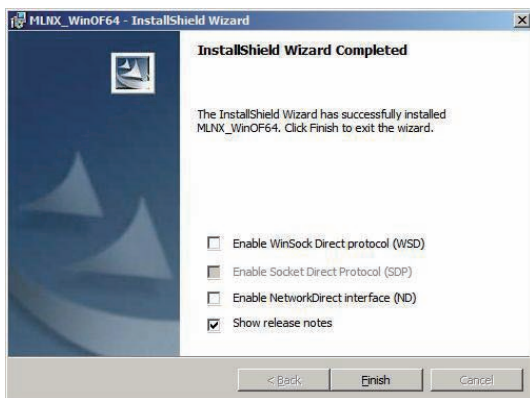 MLNX_WinOF64 - InstallShield Wizard
InstallShield Wizard Completed
The InstallShield Wizard has successfully installed
MLNX_WinOF64. Click Finish to exit the wizard.
Enable WinSock Direct protocol (WSD)
Enable Socket Direct Protocol (SDP)
Enable NetworkDirect interface (ND)
Show release notes
< Back
Finish
Cancel